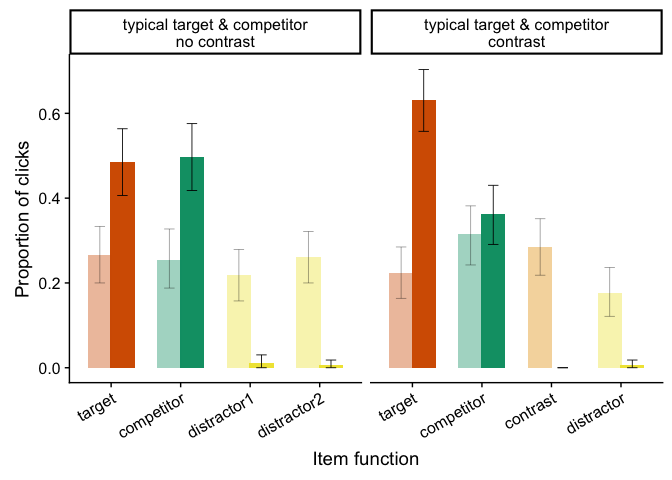 typical target & competitor
no contrast
typical target & competitor
contrast
Proportion of clicks
0.6
0.4
0.2
0.0
target
competitor
distractor1
distractor2
target
competitor
contrast
distractor
Item function